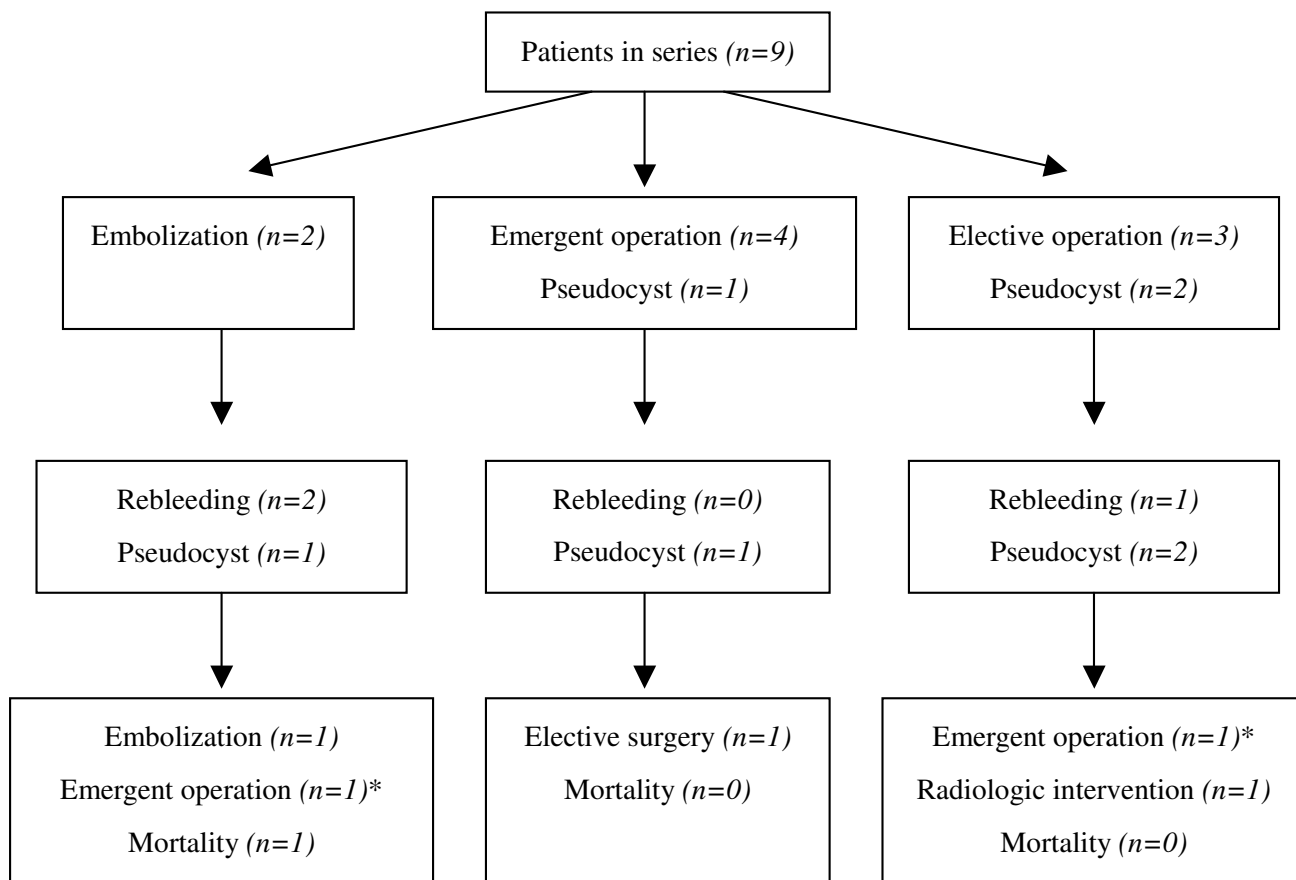 Patients in series (n=9)
Embolization (n=2)
Emergent operation (n=4)
Pseudocyst (n=1)
Elective operation (n=3)
Pseudocyst (n=2)
Rebleeding (n=2)
Pseudocyst (n=1)
Rebleeding (n=0)
Pseudocyst (n=1)
Rebleeding (n=1)
Pseudocyst (n=2)
Embolization (n=1)
Emergent operation (n=1)*
Mortality (n=1)
Elective surgery (n=1)
Mortality (n=0)
Emergent operation (n=1)*
Radiologic intervention (n=1)
Mortality (n=0)